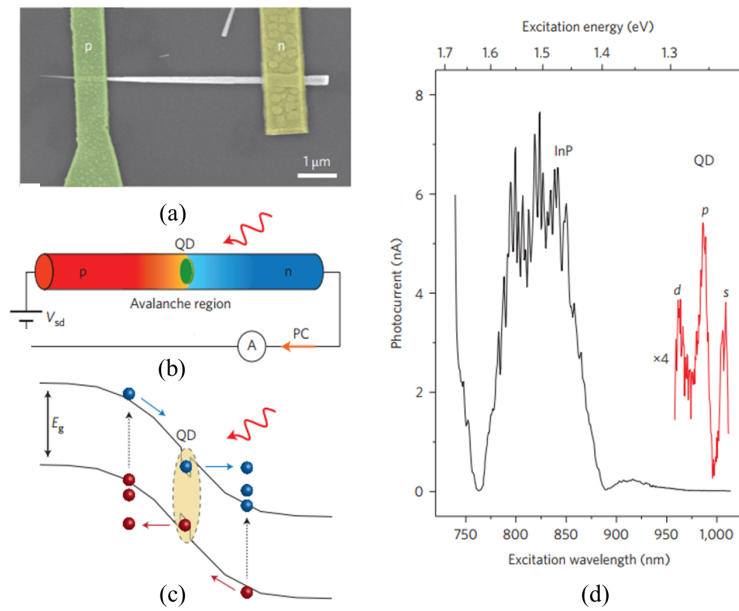 p
n
1 μm
(a)
QD
p
n
Avalanche region
V_sd
A
PC
(b)
E_g
QD
(c)
Excitation energy (eV)
1.7 1.6 1.5 1.4 1.3
8
6
4
2
0
Photocurrent (nA)
InP
QD
p
d
s
×4
750 800 850 900 950 1,000
Excitation wavelength (nm)
(d)